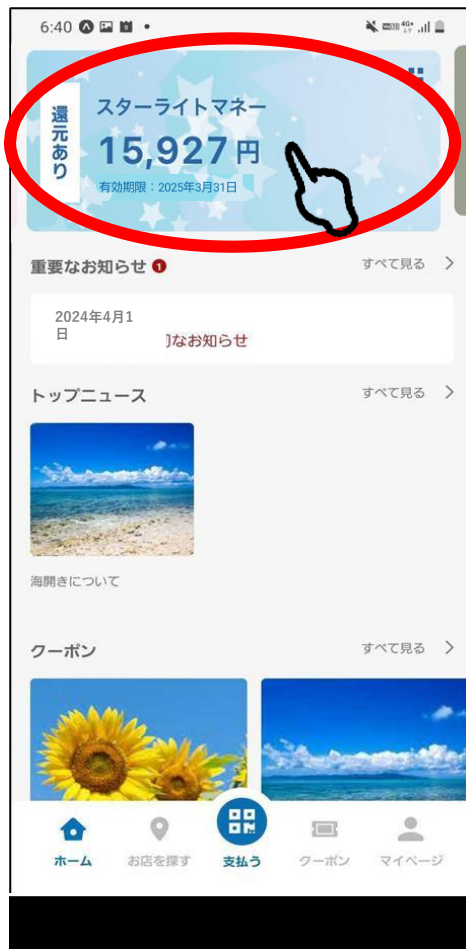 6:40
4G+
還元あり
スターライトマネー
15,927円
有効期限：2025年3月31日
重要なお知らせ 1
すべて見る
2024年4月1
日
なお知らせ
トップニュース
すべて見る
海開きについて
クーポン
すべて見る
ホーム
お店を探す
支払う
クーポン
マイページ